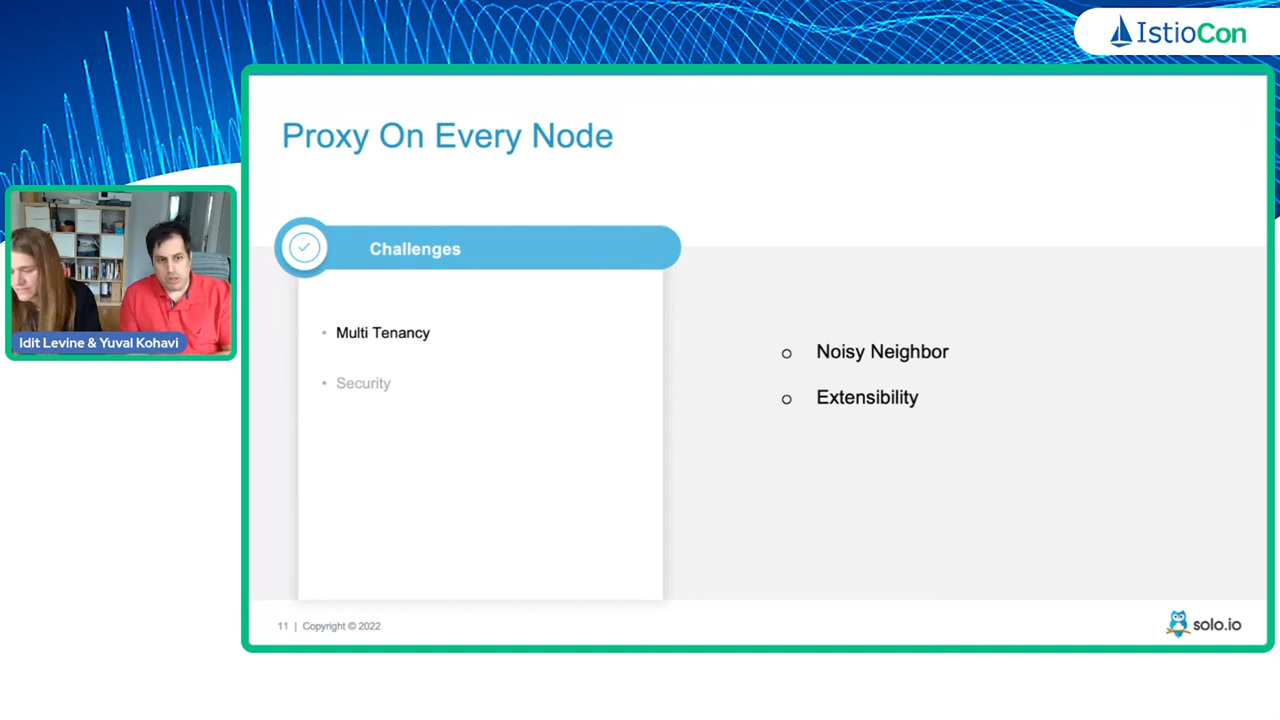 IstioCon
Proxy On Every Node
Challenges
• Multi Tenancy
• Security
o Noisy Neighbor
o Extensibility
Idit Levine & Yuval Kohavi
11 | Copyright © 2022
solo.io